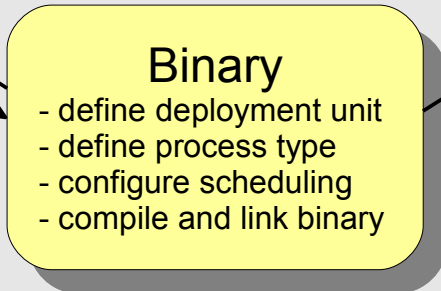 Binary
- define deployment unit
- define process type
- configure scheduling
- compile and link binary